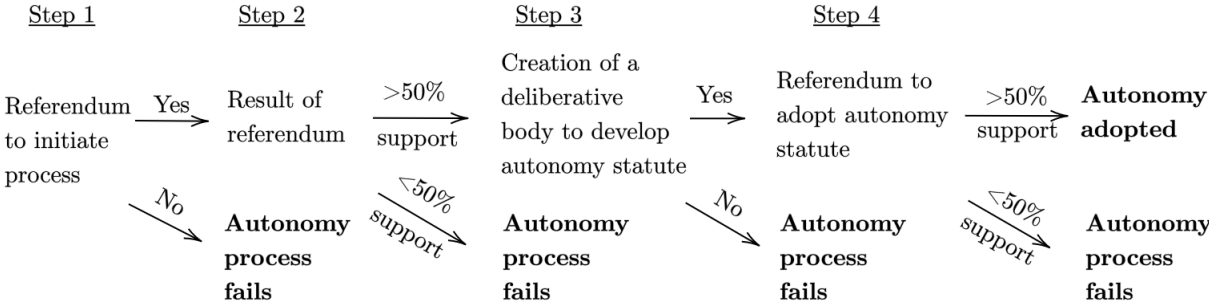 Step 1
Step 2
Step 3
Step 4
Referendum
to initiate
process
Yes
No
Result of
referendum
Autonomy
process
fails
>50%
support
<50%
support
Creation of a
deliberative
body to develop
autonomy statute
Autonomy
process
fails
Yes
No
Referendum to
adopt autonomy
statute
Autonomy
process
fails
>50%
support
<50%
support
Autonomy
adopted
Autonomy
process
fails